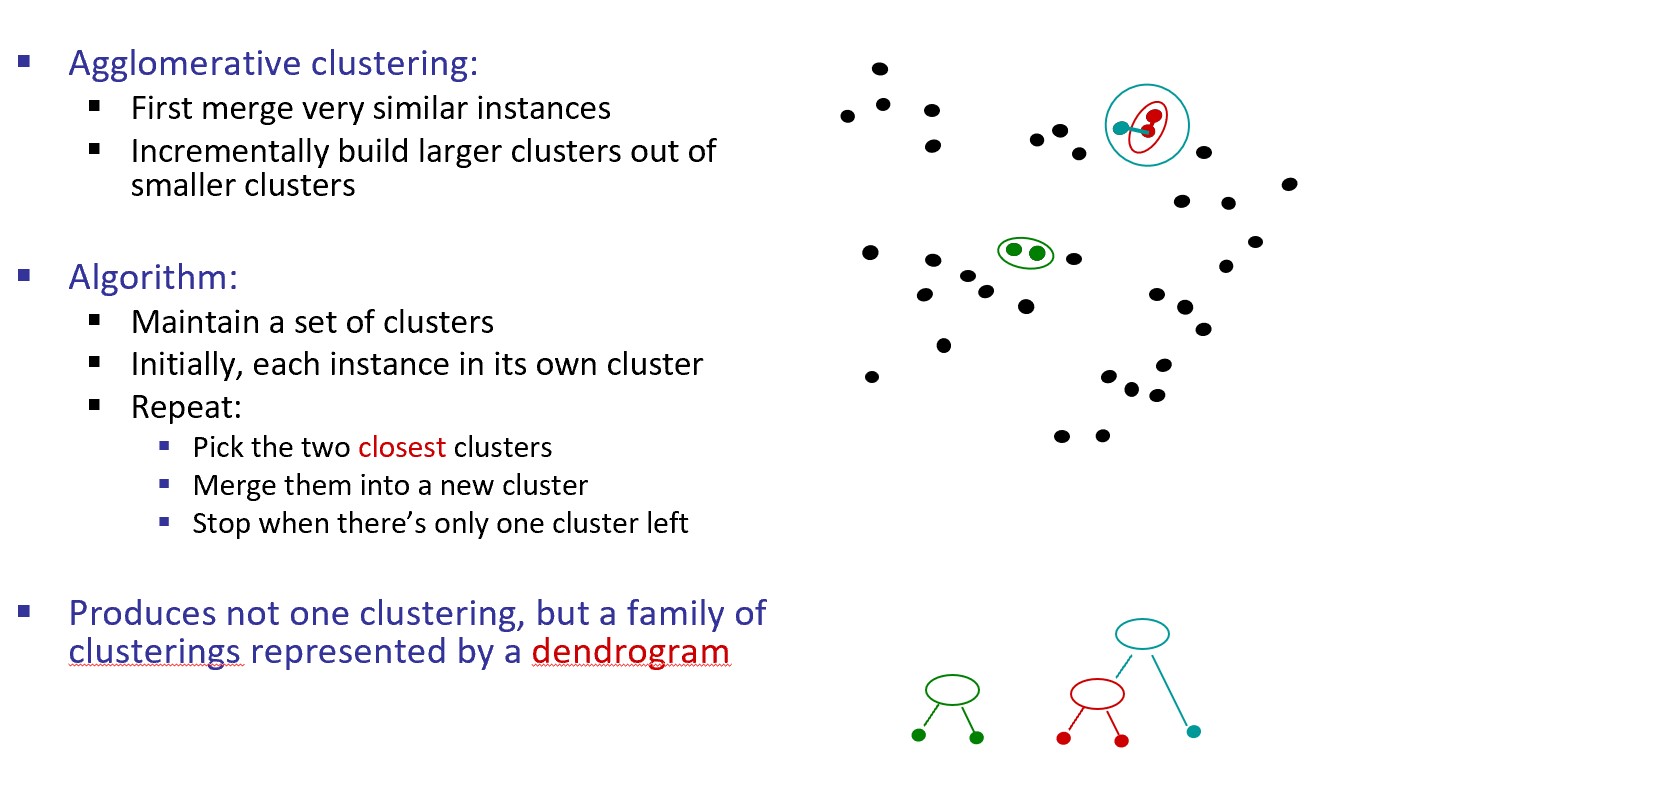 Agglomerative clustering:
First merge very similar instances
Incrementally build larger clusters out of
smaller clusters
Algorithm:
Maintain a set of clusters
Initially, each instance in its own cluster
Repeat:
Pick the two closest clusters
Merge them into a new cluster
Stop when there’s only one cluster left
Produces not one clustering, but a family of
clusterings represented by a dendrogram